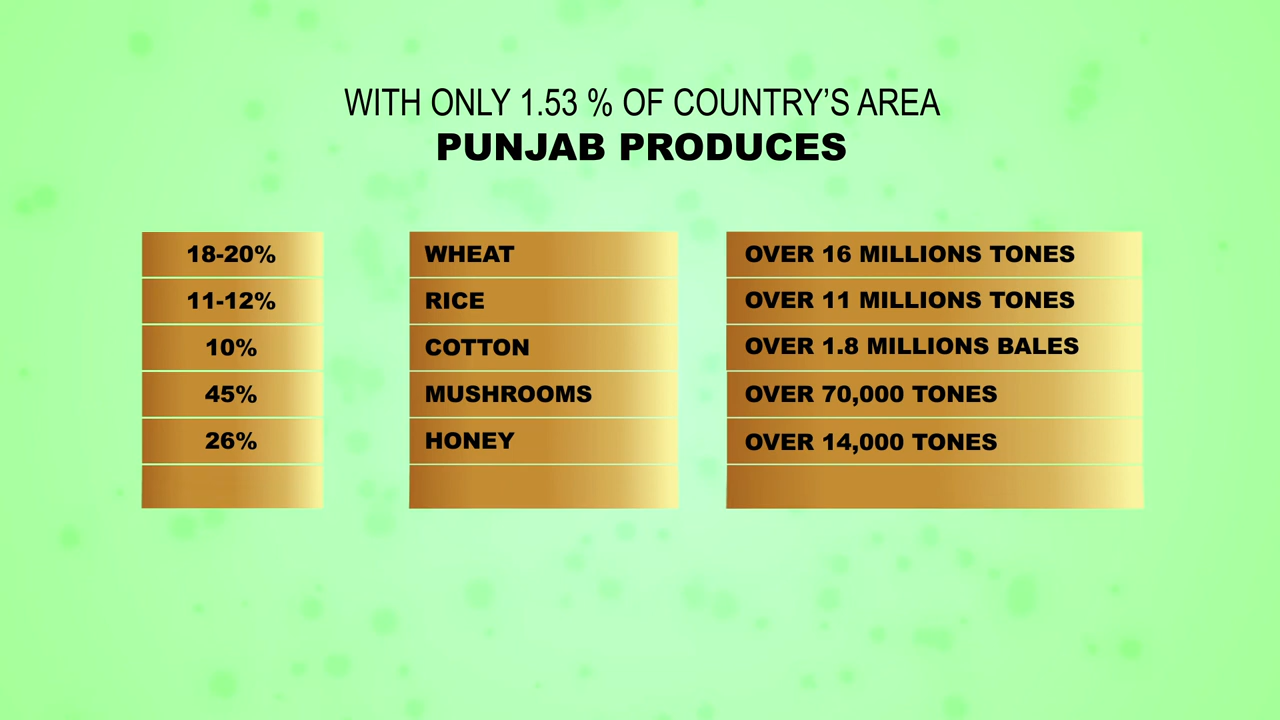 WITH ONLY 1.53 % OF COUNTRY'S AREA
PUNJAB PRODUCES
18-20% WHEAT OVER 16 MILLIONS TONES
11-12% RICE OVER 11 MILLIONS TONES
10% COTTON OVER 1.8 MILLIONS BALES
45% MUSHROOMS OVER 70,000 TONES
26% HONEY OVER 14,000 TONES